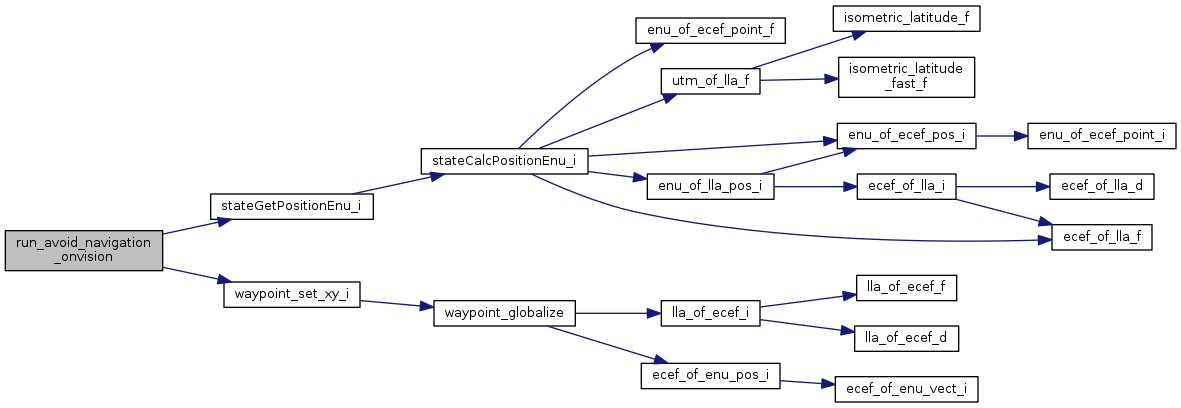 run_avoid_navigation
_onvision
stateGetPositionEnu_i
stateCalcPositionEnu_i
enu_of_ecef_point_f
utm_of_lla_f
isometric_latitude_f
isometric_latitude
_fast_f
enu_of_ecef_pos_i
enu_of_ecef_point_i
enu_of_lla_pos_i
ecef_of_lla_i
ecef_of_lla_d
ecef_of_lla_f
waypoint_set_xy_i
waypoint_globalize
lla_of_ecef_i
lla_of_ecef_f
lla_of_ecef_d
ecef_of_enu_pos_i
ecef_of_enu_vect_i